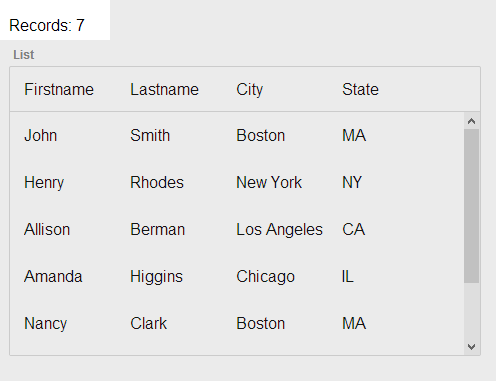 Records: 7
List
Firstname Lastname City State
John Smith Boston MA
Henry Rhodes New York NY
Allison Berman Los Angeles CA
Amanda Higgins Chicago IL
Nancy Clark Boston MA